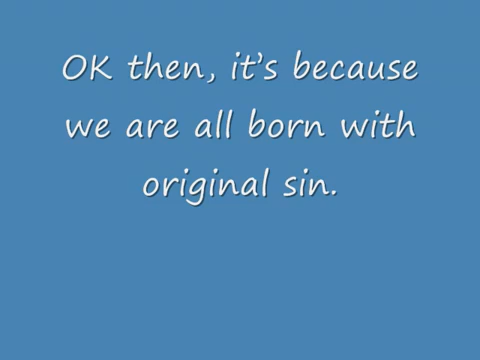 OK then, it’s because
we are all born with
original sin.